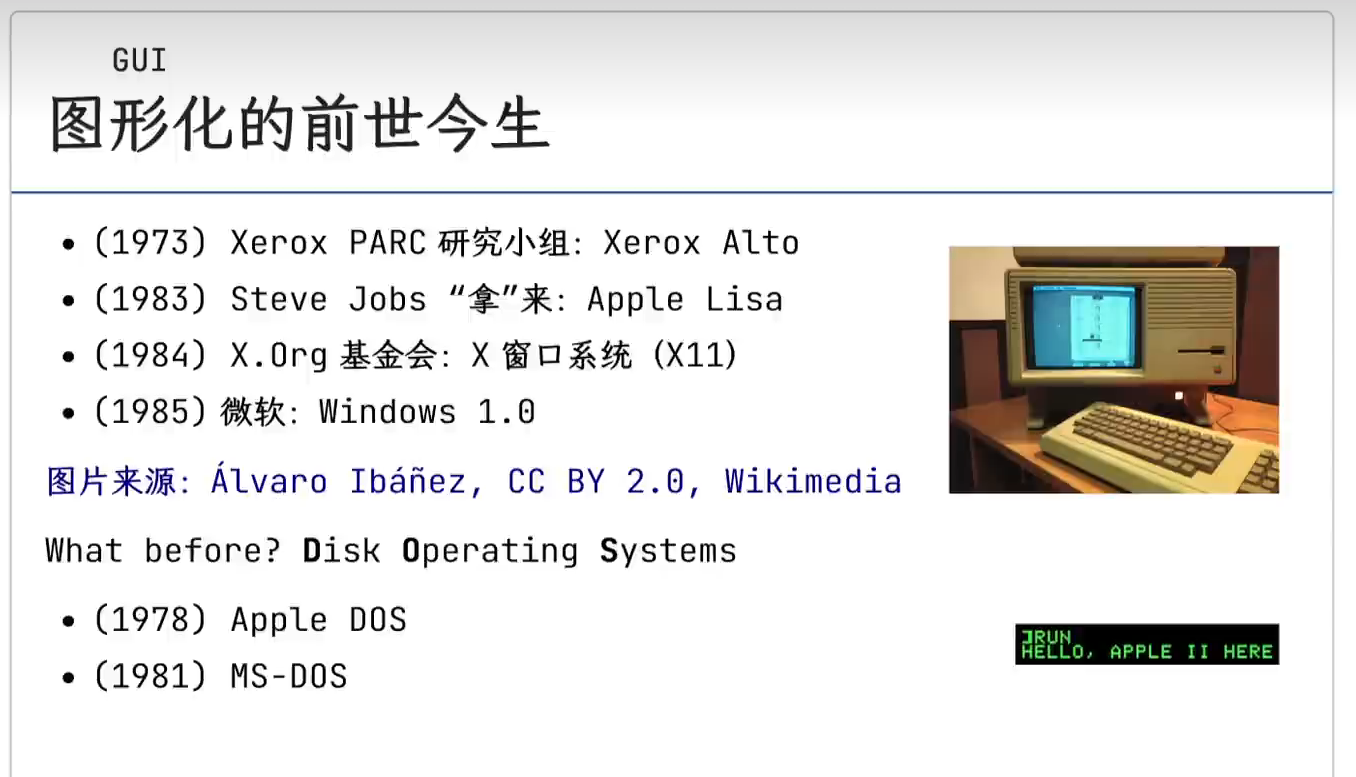 GUI
图形化的前世今生
• (1973) Xerox PARC 研究小组: Xerox Alto
• (1983) Steve Jobs “拿”来: Apple Lisa
• (1984) X.Org 基金会: X 窗口系统 (X11)
• (1985) 微软: Windows 1.0
图片来源: Álvaro Ibáñez, CC BY 2.0, Wikimedia
What before? Disk Operating Systems
• (1978) Apple DOS
]RUN
HELLO, APPLE II HERE
• (1981) MS-DOS